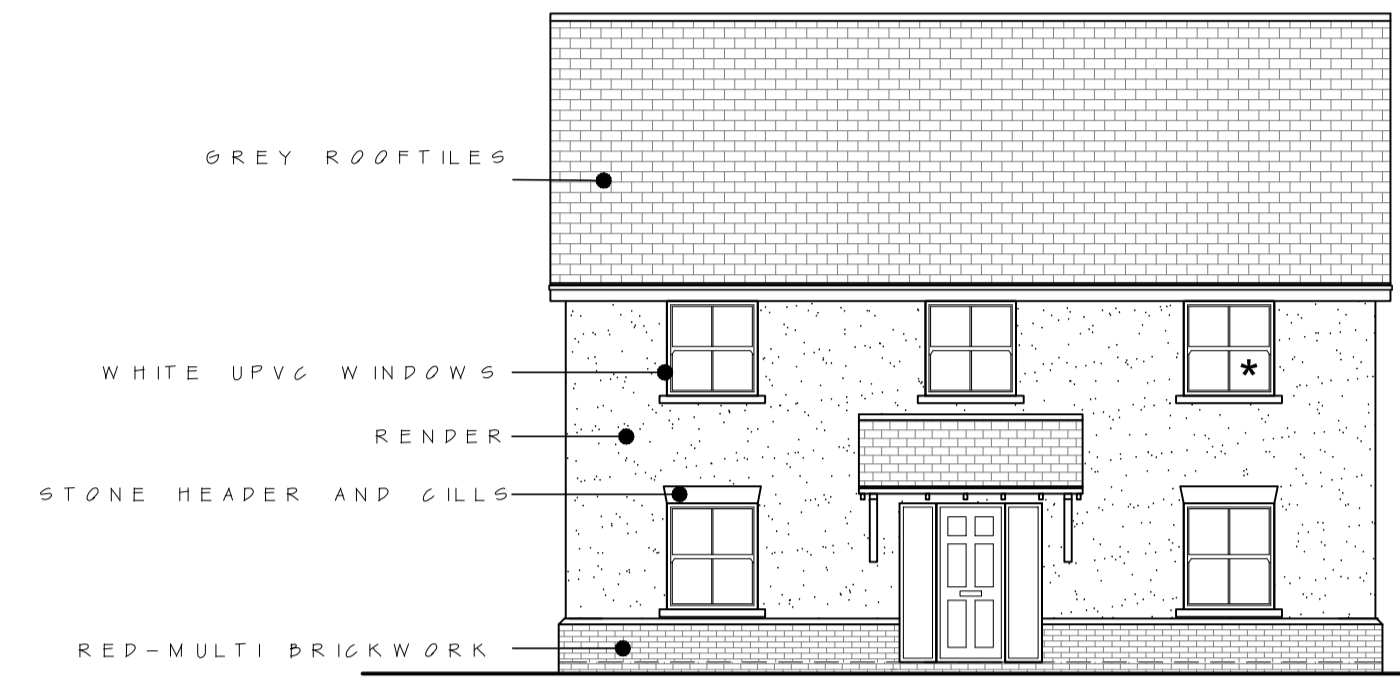 GREY ROOFTILES
WHITE UPVC WINDOWS
*
RENDER
STONE HEADER AND CILLS
RED-MULTI BRICKWORK